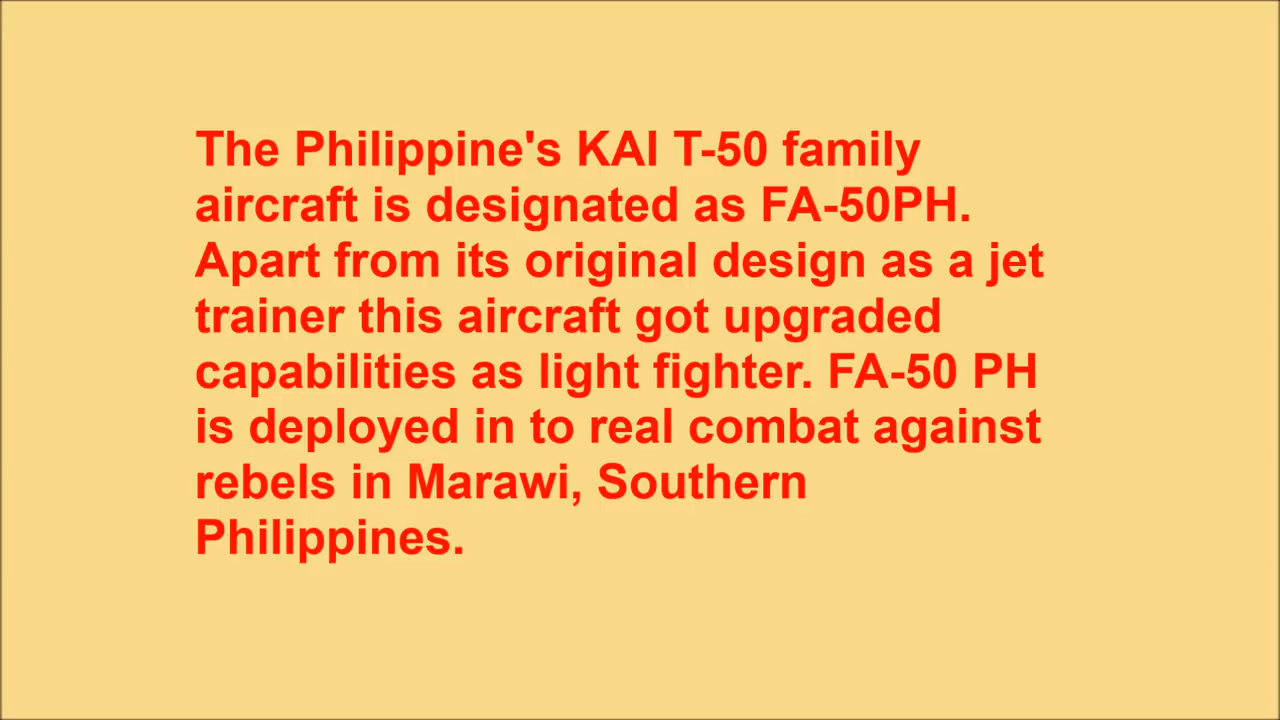 The Philippine's KAI T-50 family
aircraft is designated as FA-50PH.
Apart from its original design as a jet
trainer this aircraft got upgraded
capabilities as light fighter. FA-50 PH
is deployed in to real combat against
rebels in Marawi, Southern
Philippines.